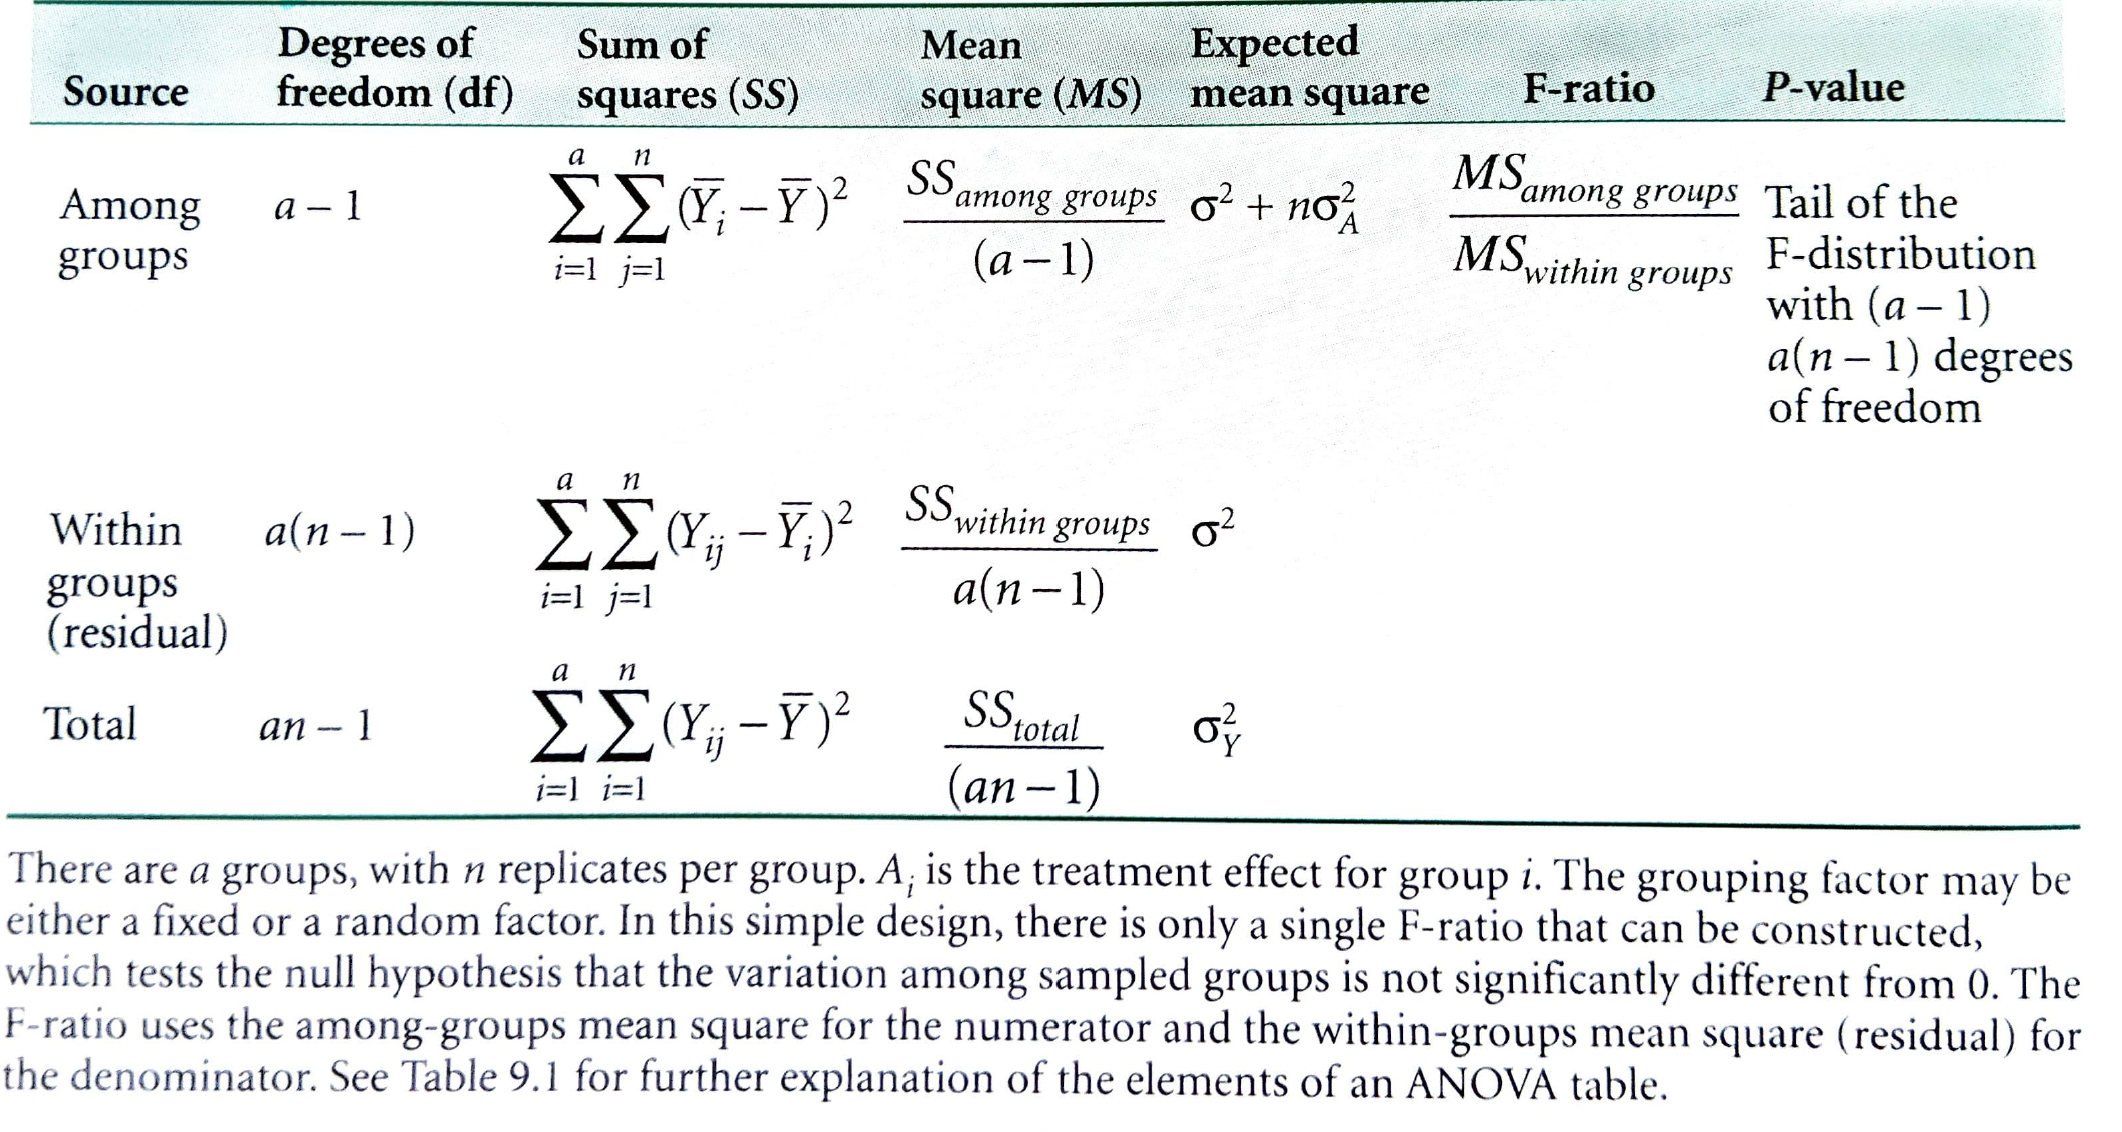 Source Degrees of freedom (df) Sum of squares (SS) Mean square (MS) Expected mean square F-ratio P-value
Among groups a – 1 \sum_{i=1}^{a} \sum_{j=1}^{n} (\overline{Y}_i – \overline{Y})^2 \frac{SS_{among groups}}{(a – 1)} σ^2 + nσ_A^2 \frac{MS_{among groups}}{MS_{within groups}} Tail of the F-distribution with (a – 1) a(n – 1) degrees of freedom
Within groups (residual) a(n – 1) \sum_{i=1}^{a} \sum_{j=1}^{n} (Y_{ij} – \overline{Y}_i)^2 \frac{SS_{within groups}}{a(n – 1)} σ^2
Total an – 1 \sum_{i=1}^{a} \sum_{i=1}^{n} (Y_{ij} – \overline{Y})^2 \frac{SS_{total}}{(an – 1)} σ_Y^2
There are a groups, with n replicates per group. A_i is the treatment effect for group i. The grouping factor may be
either a fixed or a random factor. In this simple design, there is only a single F-ratio that can be constructed,
which tests the null hypothesis that the variation among sampled groups is not significantly different from 0. The
F-ratio uses the among-groups mean square for the numerator and the within-groups mean square (residual) for
the denominator. See Table 9.1 for further explanation of the elements of an ANOVA table.